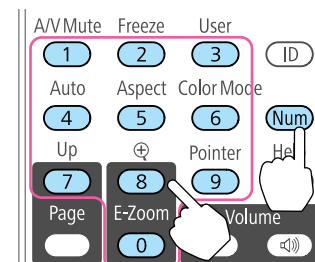 A/V Mute Freeze User
1 2 3 ID
Auto Aspect Color Mode
4 5 6 Num
Up Pointer He
7 8 9
Page E-Zoom Volume
0